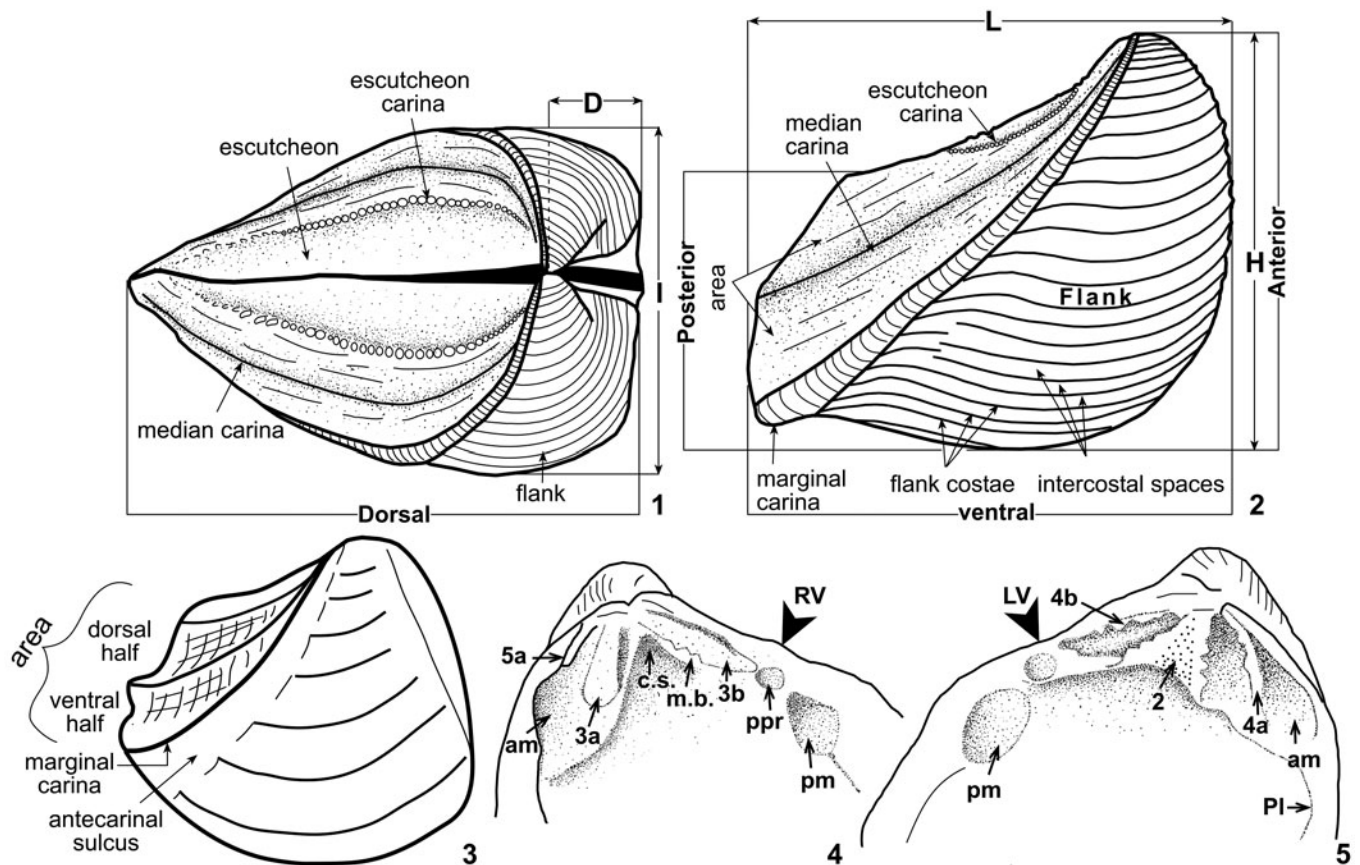 escutcheon
carina
D
escutcheon
I
median carina
flank
Dorsal
1
L
escutcheon
carina
median
carina
Posterior
area
H
Anterior
Flank
marginal
carina
flank costae
intercostal spaces
ventral
2
area
dorsal
half
ventral
half
marginal
carina
antecarinal
sulcus
3
RV
5a
c.s.
m.b.
3b
ppr
am
3a
pm
4
LV
4b
2
4a
am
pm
Pl
5